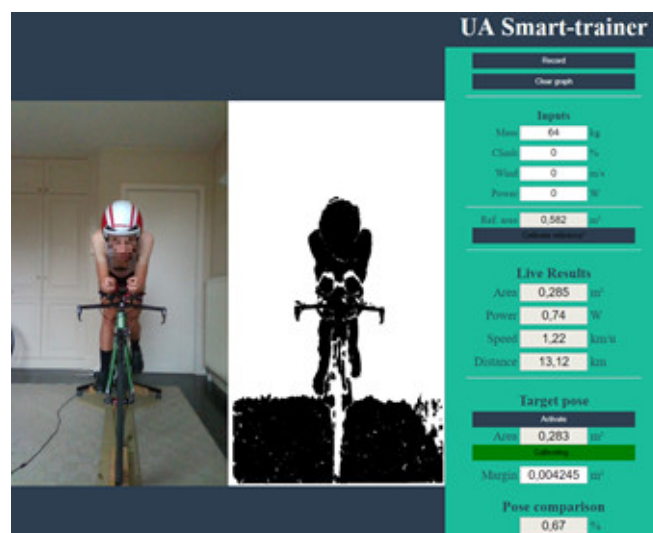 UA Smart-trainer
Record
Clear graph
Inputs
Mass 64 kg
Climb 0 %
Wind 0 m/s
Power 0 W
Ref. area 0,582 m²
Calibrate reference
Live Results
Area 0,285 m²
Power 0,74 W
Speed 1,22 km/u
Distance 13,12 km
Target pose
Activate
Area 0,283 m²
Calibrating...
Margin 0,004245 m²
Pose comparison
0,67 %